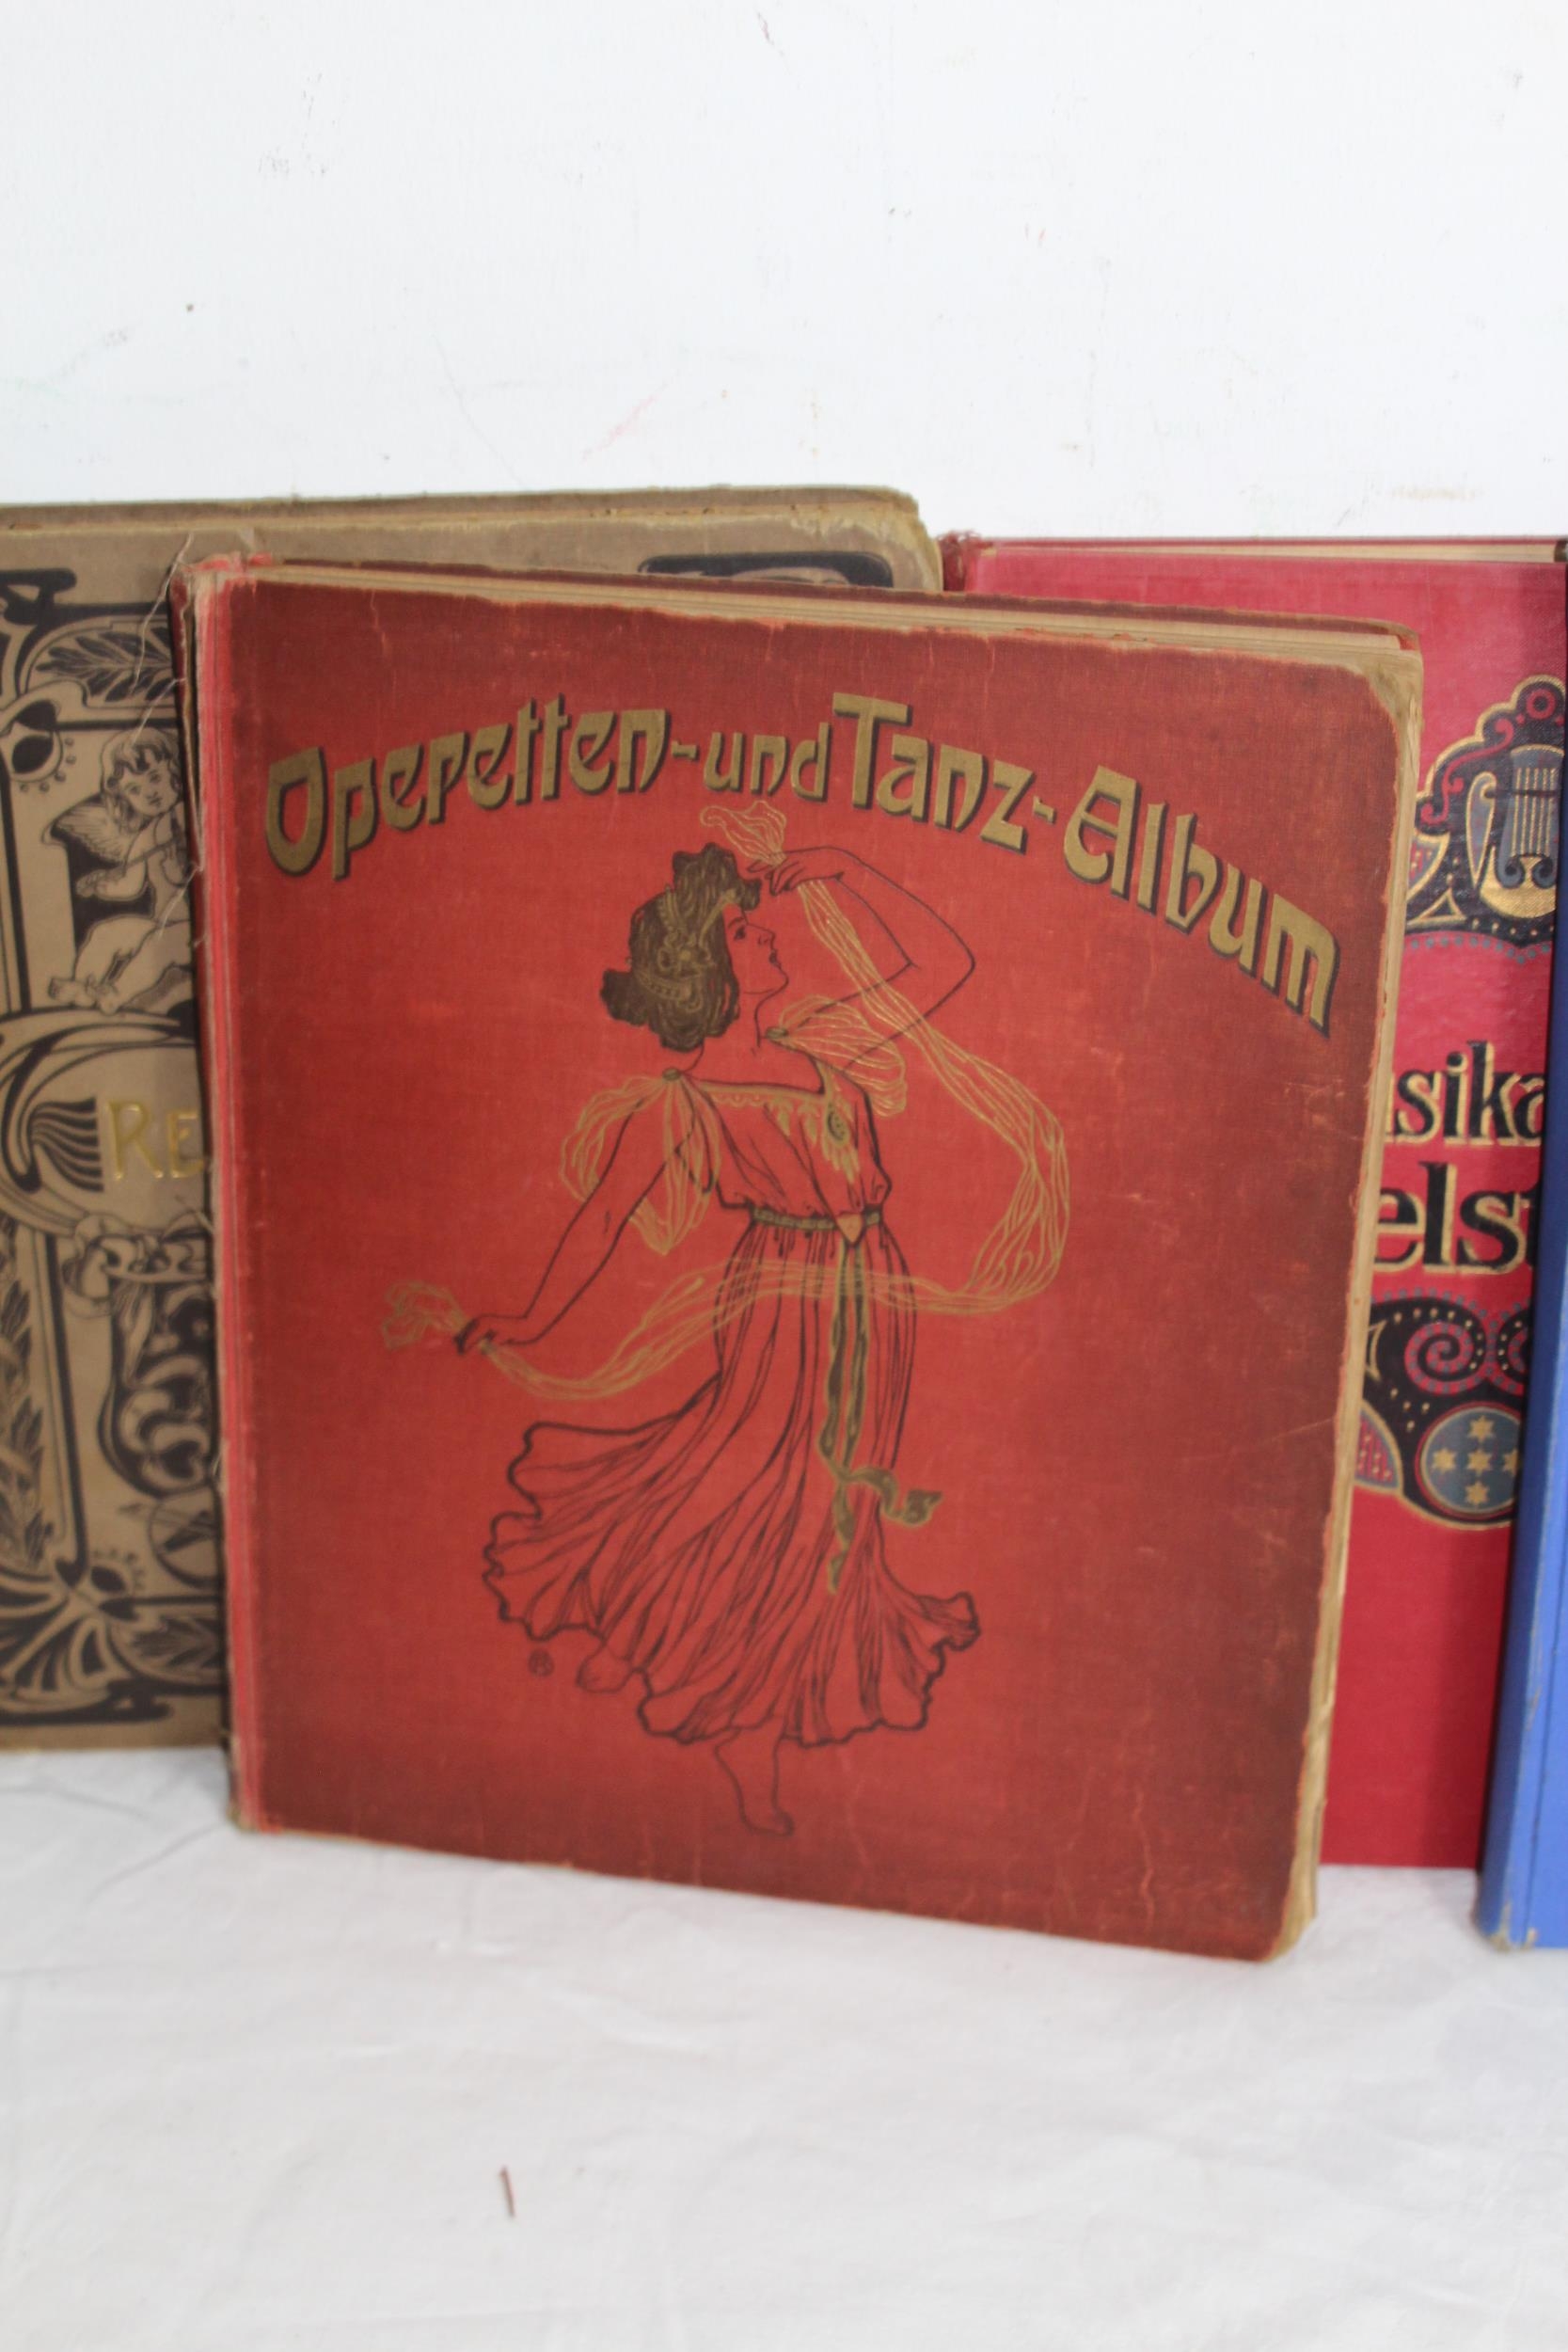 Operetten-und Tanz-Album
RE
sika
elst